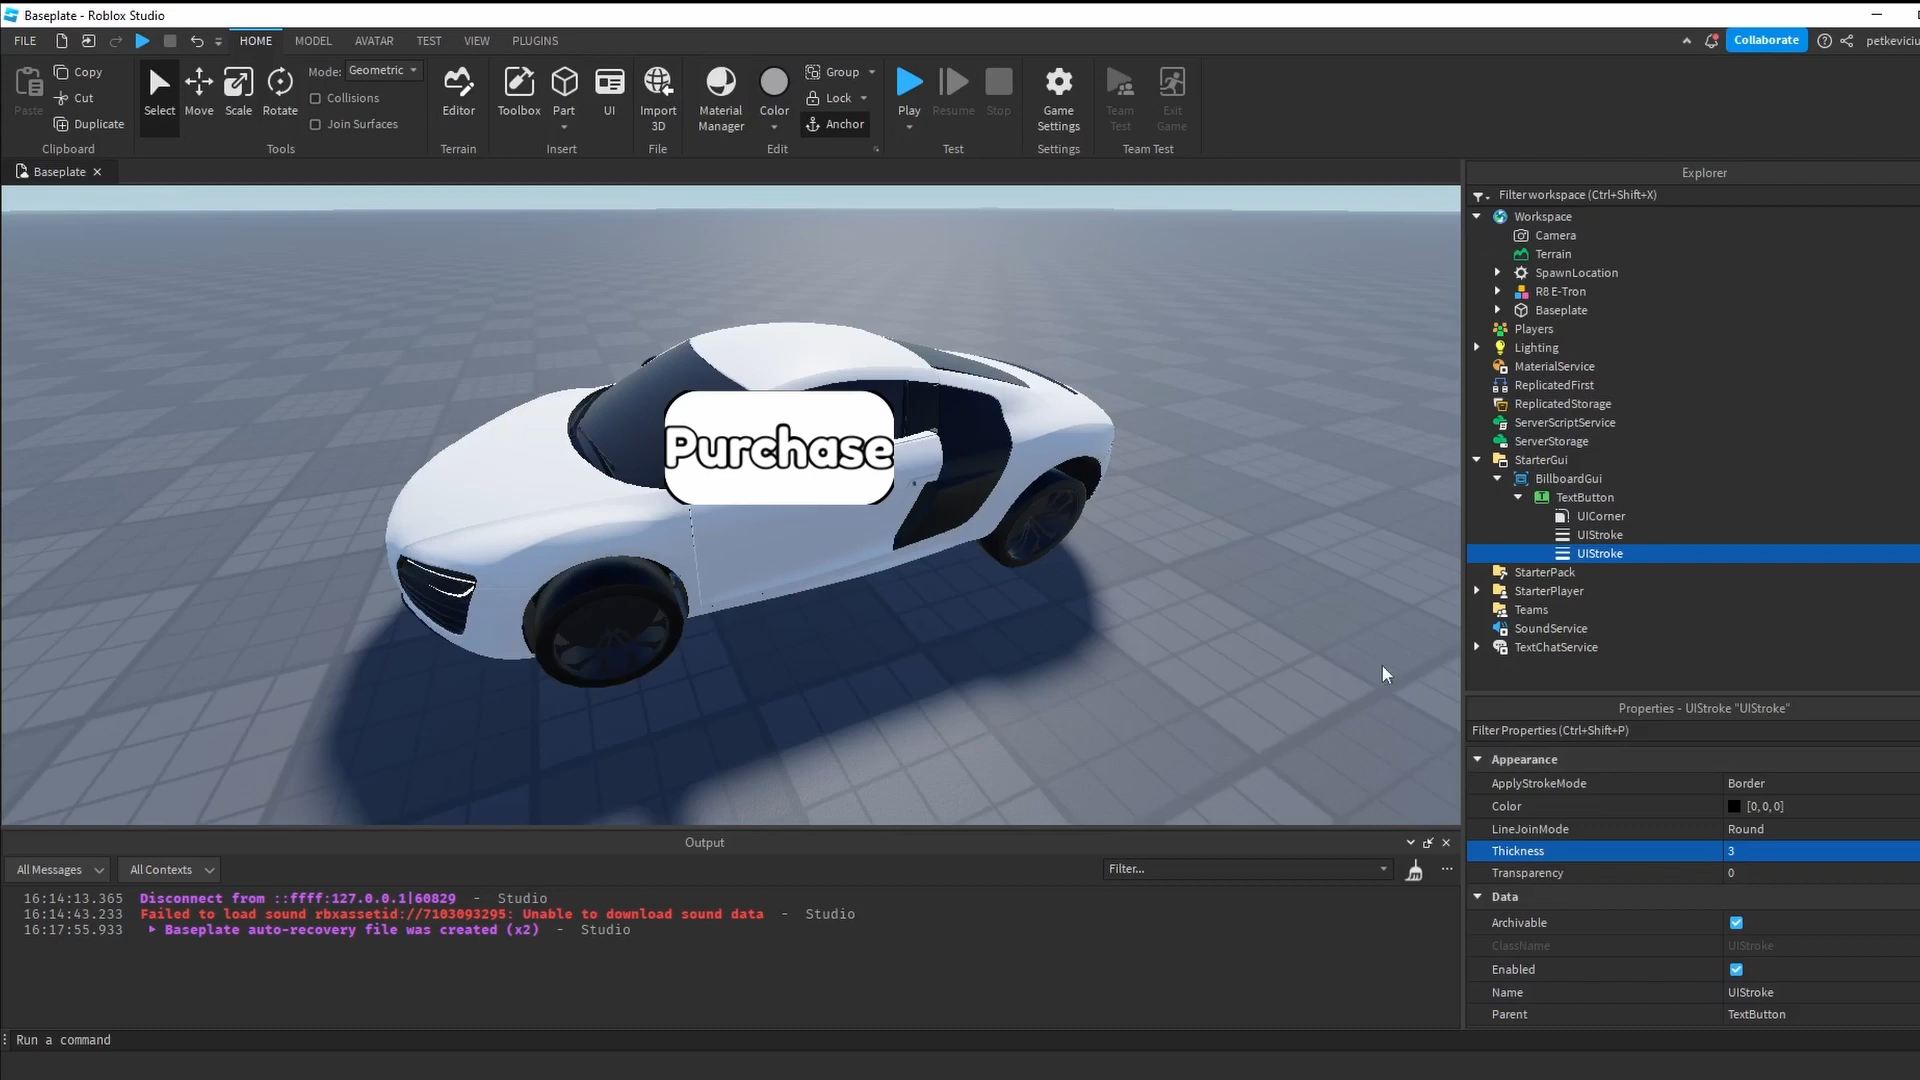 Baseplate - Roblox Studio
FILE HOME MODEL AVATAR TEST VIEW PLUGINS Collaborate
Paste Copy Cut Duplicate Clipboard
Select Move Scale Rotate Mode: Geometric Collisions Join Surfaces Tools
Editor Terrain
Toolbox Part UI Insert
Import 3D File
Material Manager Color Group Lock Anchor Edit
Play Resume Stop Test
Game Settings Settings
Team Test Exit Game Team Test
Baseplate
Purchase
Explorer
Filter workspace (Ctrl+Shift+X)
Workspace
Camera
Terrain
SpawnLocation
R8 E-Tron
Baseplate
Players
Lighting
MaterialService
ReplicatedFirst
ReplicatedStorage
ServerScriptService
ServerStorage
StarterGui
BillboardGui
TextButton
UICorner
UIStroke
UIStroke
StarterPack
StarterPlayer
Teams
SoundService
TextChatService
Properties - UIStroke "UIStroke"
Filter Properties (Ctrl+Shift+P)
Appearance
ApplyStrokeMode Border
Color [0, 0, 0]
LineJoinMode Round
Thickness 3
Transparency 0
Data
Archivable
ClassName UIStroke
Enabled
Name UIStroke
Parent TextButton
Output
All Messages All Contexts Filter...
16:14:13.365 Disconnect from ::ffff:127.0.0.1|60829 - Studio
16:14:43.233 Failed to load sound rbxassetid://7103093295: Unable to download sound data - Studio
16:17:55.933 Baseplate auto-recovery file was created (x2) - Studio
Run a command